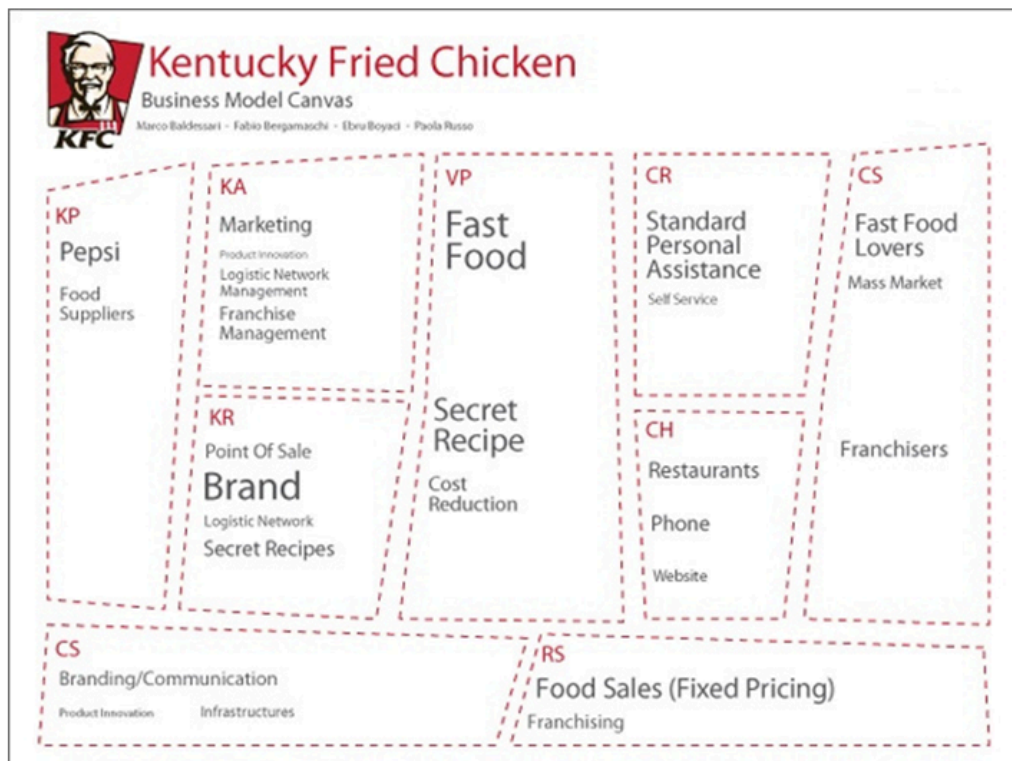 KFC
Kentucky Fried Chicken
Business Model Canvas
Marco Baldessari - Fabio Bergamaschi - Ebru Boyaci - Paola Russo
KP
Pepsi
Food
Suppliers
KA
Marketing
Product Innovation
Logistic Network
Management
Franchise
Management
KR
Point Of Sale
Brand
Logistic Network
Secret Recipes
VP
Fast
Food
Secret
Recipe
Cost
Reduction
CR
Standard
Personal
Assistance
Self Service
CH
Restaurants
Phone
Website
CS
Fast Food
Lovers
Mass Market
Franchisers
CS
Branding/Communication
Product Innovation Infrastructures
RS
Food Sales (Fixed Pricing)
Franchising